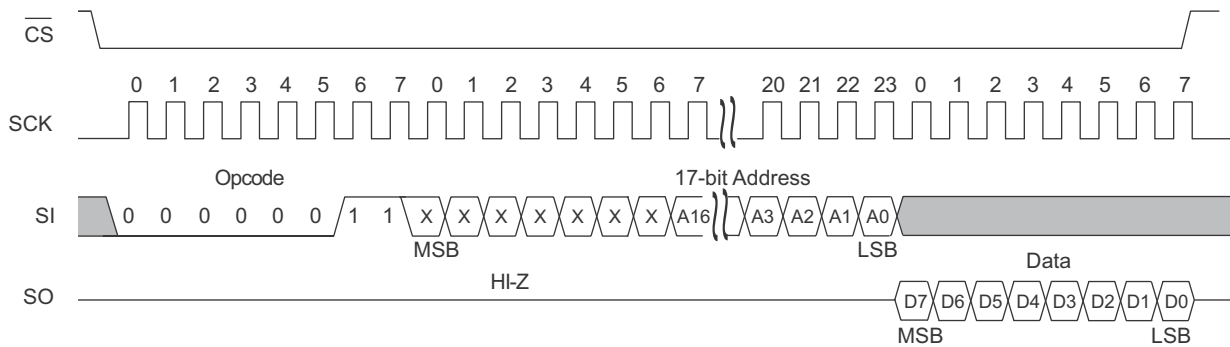 CS
0 1 2 3 4 5 6 7 0 1 2 3 4 5 6 7 20 21 22 23 0 1 2 3 4 5 6 7
SCK
Opcode 17-bit Address
SI 0 0 0 0 0 0 1 1 X X X X X X X A16 A3 A2 A1 A0
MSB LSB
HI-Z Data
SO D7 D6 D5 D4 D3 D2 D1 D0
MSB LSB